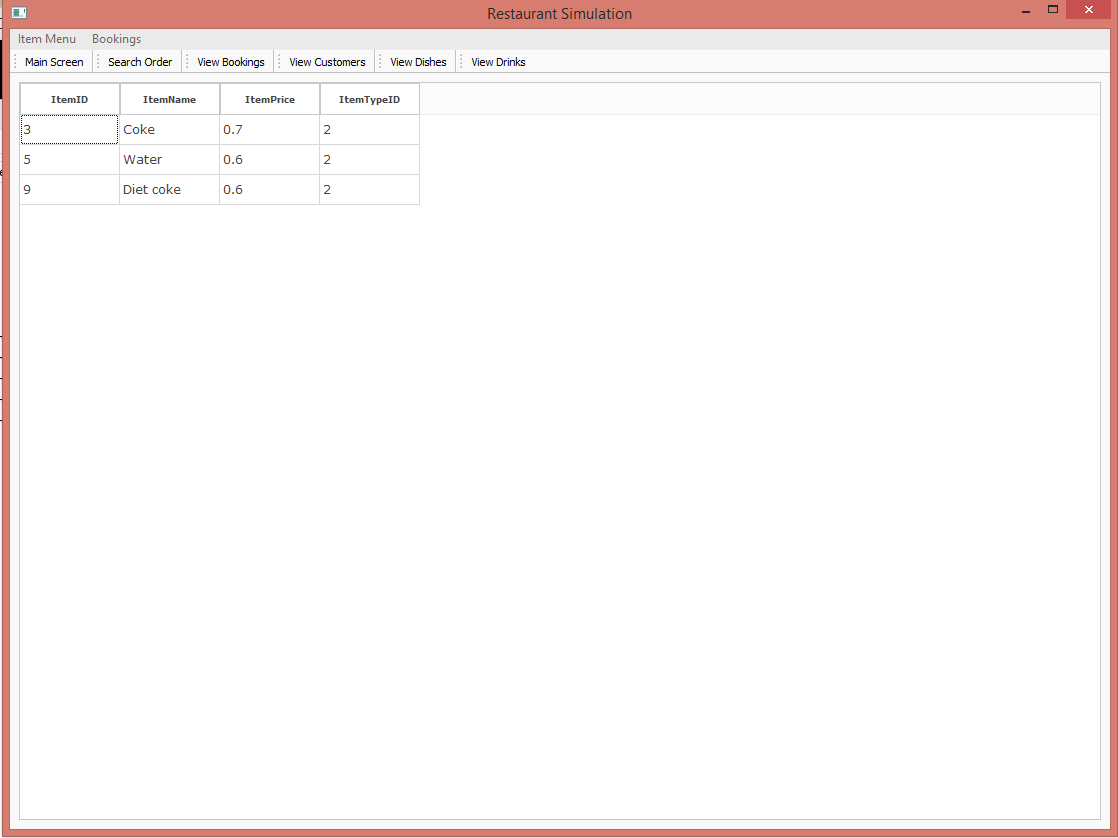 Restaurant Simulation
Item Menu Bookings
Main Screen Search Order View Bookings View Customers View Dishes View Drinks
ItemID ItemName ItemPrice ItemTypeID
3 Coke 0.7 2
5 Water 0.6 2
9 Diet coke 0.6 2